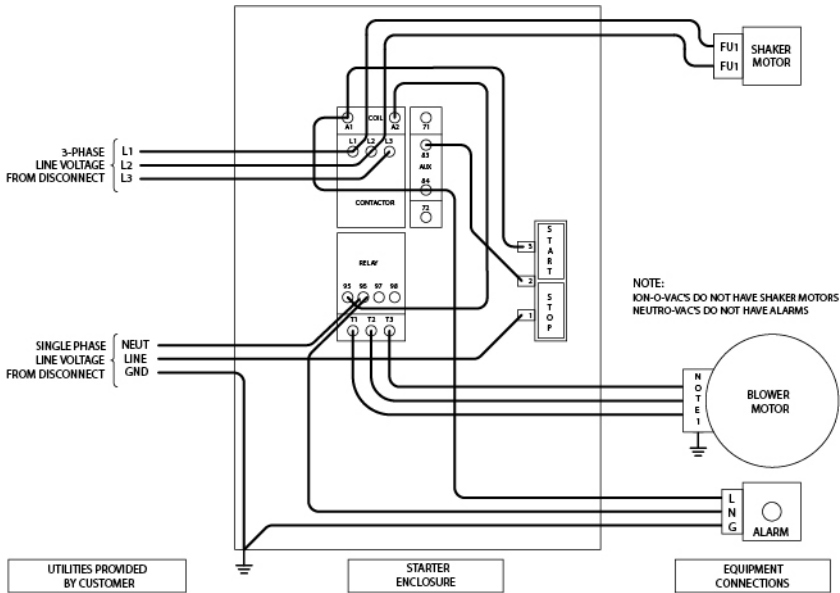 FU1
FU1
SHAKER
MOTOR
COIL
A1
A2
71
L1
L2
L3
83
AUX
84
CONTACTOR
72
3-PHASE
LINE VOLTAGE
FROM DISCONNECT
L1
L2
L3
RELAY
95
96
97
98
T1
T2
T3
3
START
2
STOP
1
NOTE:
ION-O-VAC'S DO NOT HAVE SHAKER MOTORS
NEUTRO-VAC'S DO NOT HAVE ALARMS
SINGLE PHASE
LINE VOLTAGE
FROM DISCONNECT
NEUT
LINE
GND
NOTE1
BLOWER
MOTOR
L
N
G
ALARM
UTILITIES PROVIDED
BY CUSTOMER
STARTER
ENCLOSURE
EQUIPMENT
CONNECTIONS